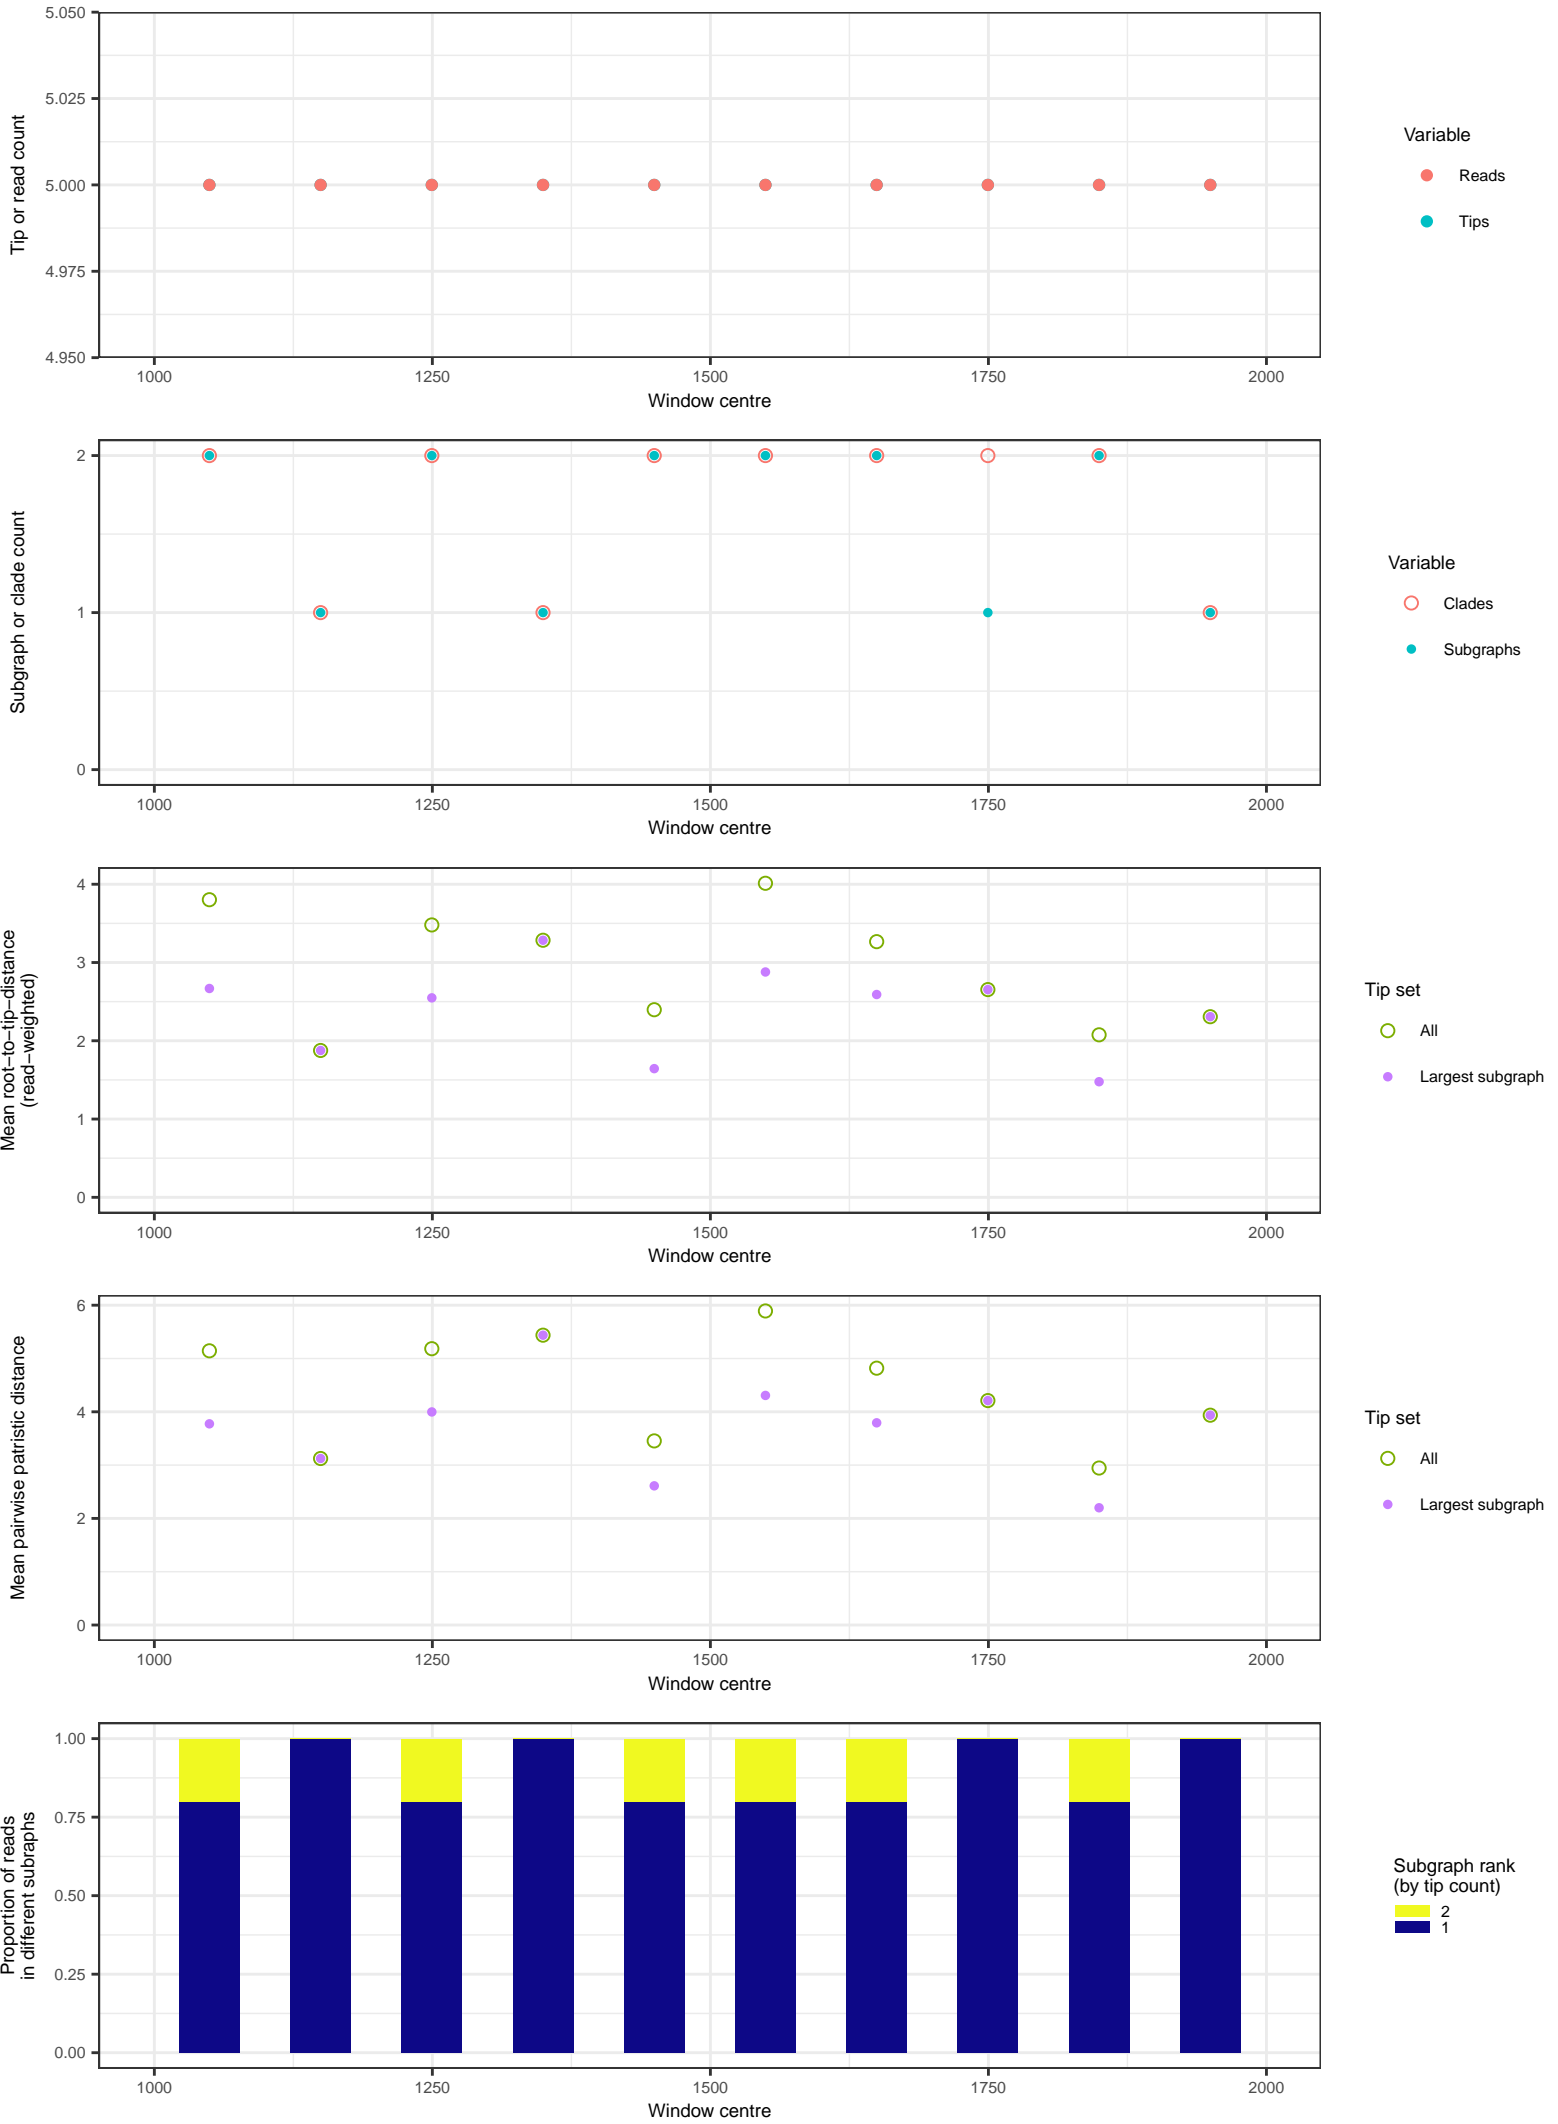 Tip or read count
5.050
5.025
5.000
4.975
4.950
1000 1250 1500 1750 2000
Window centre
Variable
Reads
Tips
Subgraph or clade count
2
1
0
1000 1250 1500 1750 2000
Window centre
Variable
Clades
Subgraphs
Mean root−to−tip−distance
(read−weighted)
4
3
2
1
0
1000 1250 1500 1750 2000
Window centre
Tip set
All
Largest subgraph
Mean pairwise patristic distance
6
4
2
0
1000 1250 1500 1750 2000
Window centre
Tip set
All
Largest subgraph
Proportion of reads
in different subraphs
1.00
0.75
0.50
0.25
0.00
1000 1250 1500 1750 2000
Window centre
Subgraph rank
(by tip count)
2
1